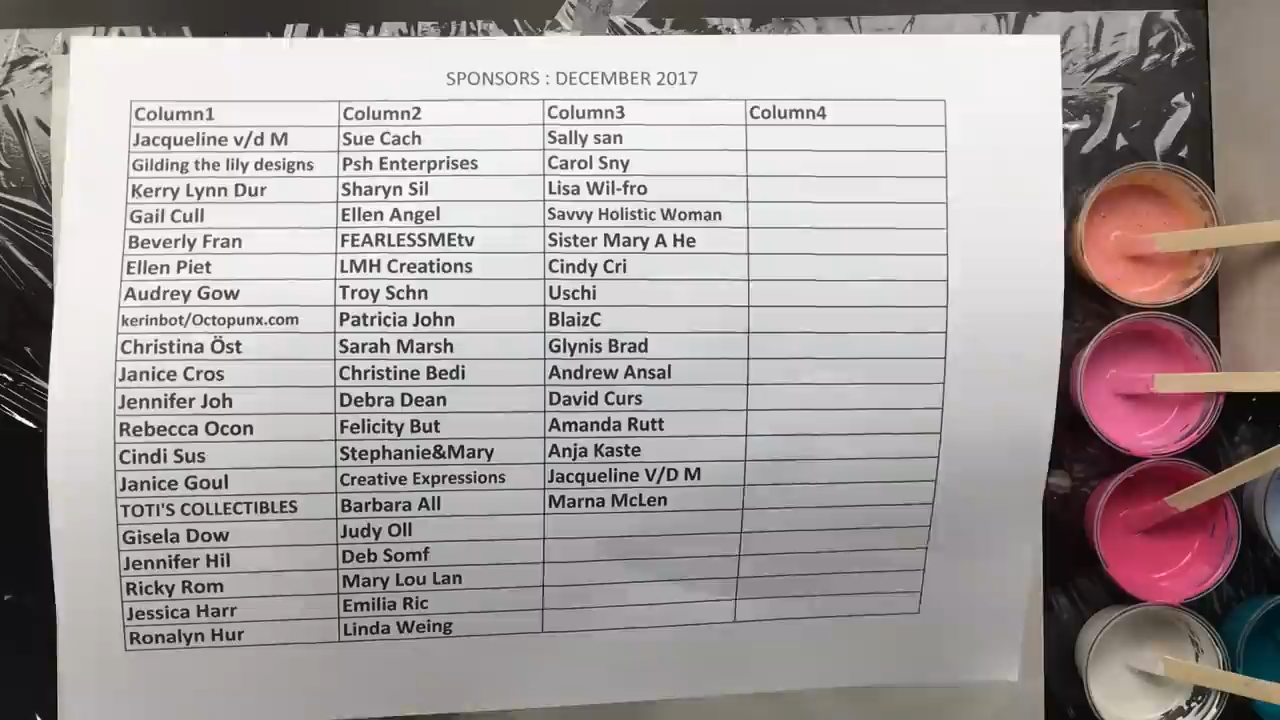 SPONSORS : DECEMBER 2017
Column1 Column2 Column3 Column4
Jacqueline v/d M Sue Cach Sally san
Gilding the lily designs Psh Enterprises Carol Sny
Kerry Lynn Dur Sharyn Sil Lisa Wil-fro
Gail Cull Ellen Angel Savvy Holistic Woman
Beverly Fran FEARLESSMEtv Sister Mary A He
Ellen Piet LMH Creations Cindy Cri
Audrey Gow Troy Schn Uschi
kerinbot/Octopunx.com Patricia John BlaizC
Christina Öst Sarah Marsh Glynis Brad
Janice Cros Christine Bedi Andrew Ansal
Jennifer Joh Debra Dean David Curs
Rebecca Ocon Felicity But Amanda Rutt
Cindi Sus Stephanie&Mary Anja Kaste
Janice Goul Creative Expressions Jacqueline V/D M
TOTI'S COLLECTIBLES Barbara All Marna McLen
Gisela Dow Judy Oll
Jennifer Hil Deb Somf
Ricky Rom Mary Lou Lan
Jessica Harr Emilia Ric
Ronalyn Hur Linda Weing